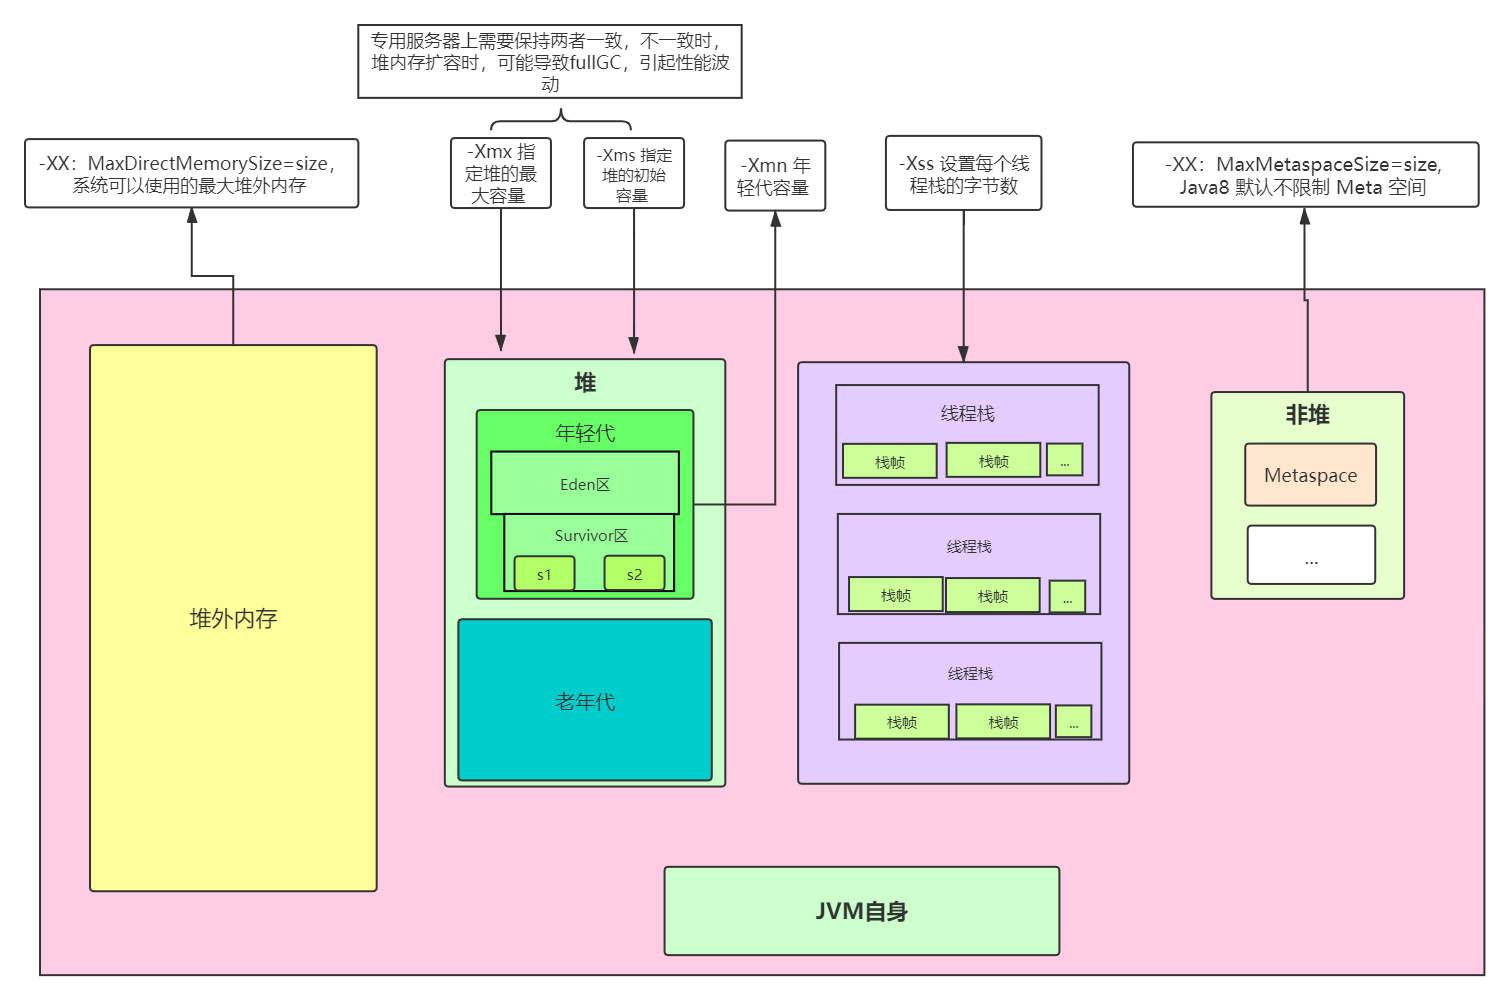 专用服务器上需要保持两者一致，不一致时，
堆内存扩容时，可能导致fullGC，引起性能波
动
-XX：MaxDirectMemorySize=size，
系统可以使用的最大堆外内存
-Xmx 指
定堆的最
大容量
-Xms 指定
堆的初始
容量
-Xmn 年
轻代容量
-Xss 设置每个线
程栈的字节数
-XX：MaxMetaspaceSize=size,
Java8 默认不限制 Meta 空间
堆外内存
堆
年轻代
Eden区
Survivor区
s1
s2
老年代
线程栈
栈帧
栈帧
...
线程栈
栈帧
栈帧
...
线程栈
栈帧
栈帧
...
非堆
Metaspace
...
JVM自身